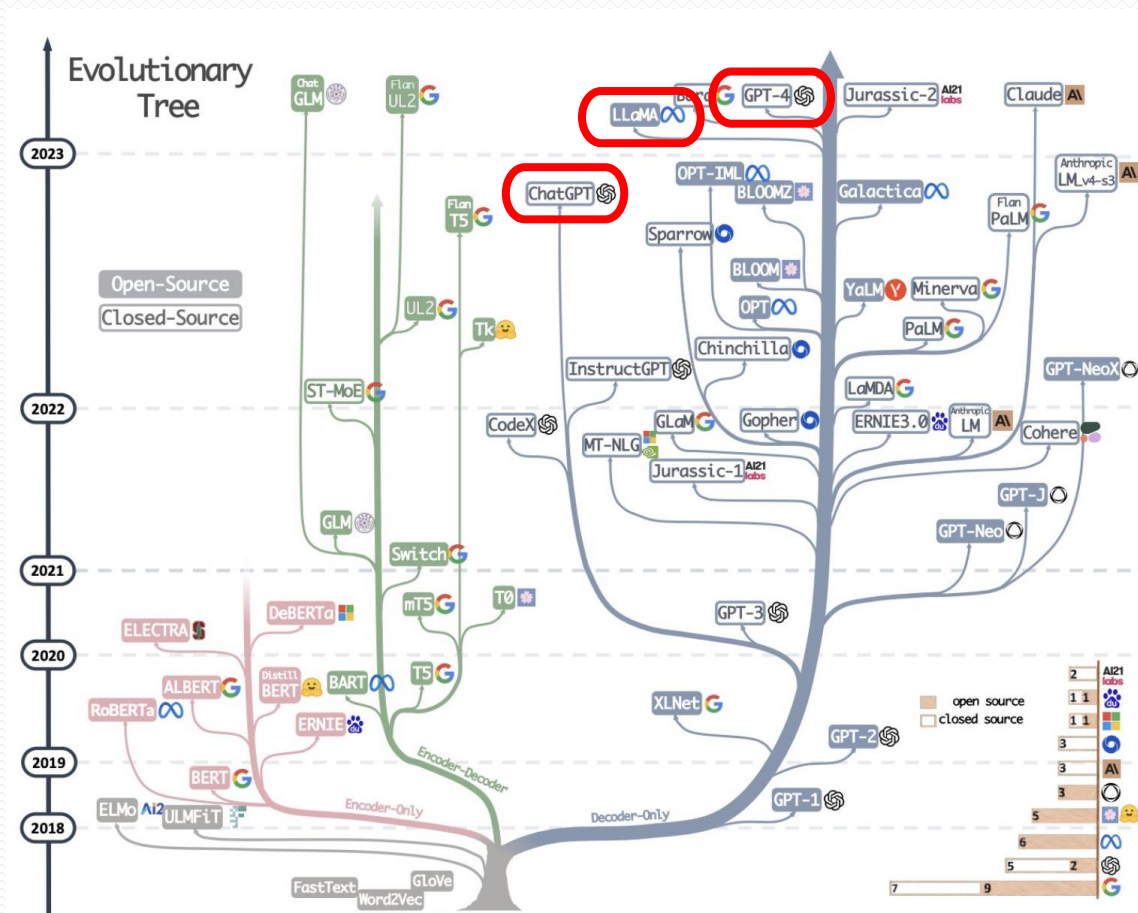 Evolutionary
Tree
Open-Source
Closed-Source
2023
2022
2021
2020
2019
2018
Chat
GLM
Flan
UL2
Flan
T5
UL2
Tk
ST-MoE
GLM
Switch
mT5
T0
BART
T5
Encoder-Decoder
DeBERTa
ELECTRA
ALBERT
Distill
BERT
RoBERTa
ERNIE
BERT
Encoder-Only
ELMo
Ai2
ULMFiT
FastText
Word2Vec
GloVe
LLaMA
GPT-4
Jurassic-2
AI21
labs
Claude
A\
ChatGPT
OPT-IML
BLOOMZ
Galactica
Anthropic
LM_v4-s3
A\
Flan
PaLM
Sparrow
BLOOM
YaLM
Minerva
OPT
PaLM
Chinchilla
InstructGPT
GPT-NeoX
LaMDA
CodeX
GLaM
Gopher
ERNIE3.0
du
Anthropic
LM
A\
Cohere
MT-NLG
Jurassic-1
AI21
labs
GPT-J
GPT-Neo
GPT-3
XLNet
GPT-2
GPT-1
Decoder-Only
open source
closed source
2
AI21
labs
1 1
du
1 1
3
3
A\
3
5
6
5 2
7 9